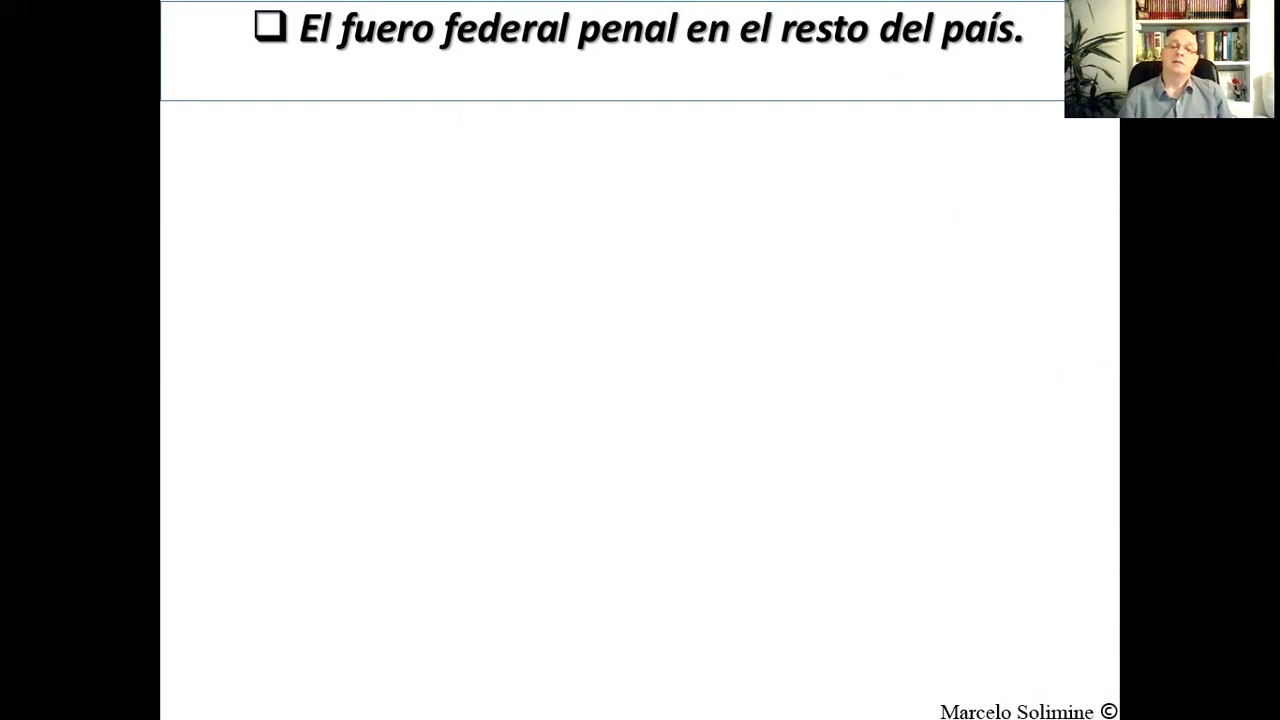 ❑ El fuero federal penal en el resto del país.
Marcelo Solimine ©